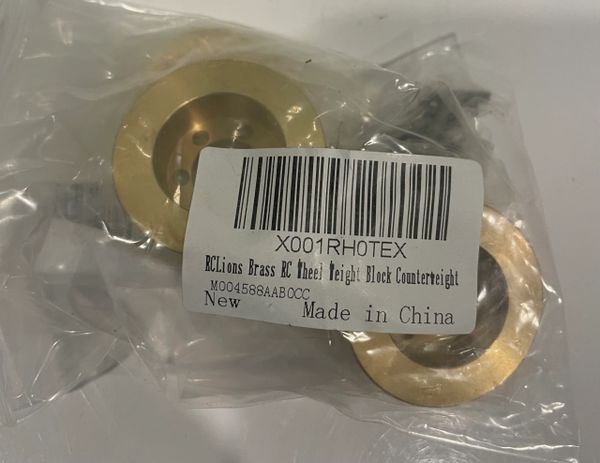 X001RH0TEX
RCLions Brass RC Wheel Weight Block Counterweight
M004588AAB0CC
New Made in China